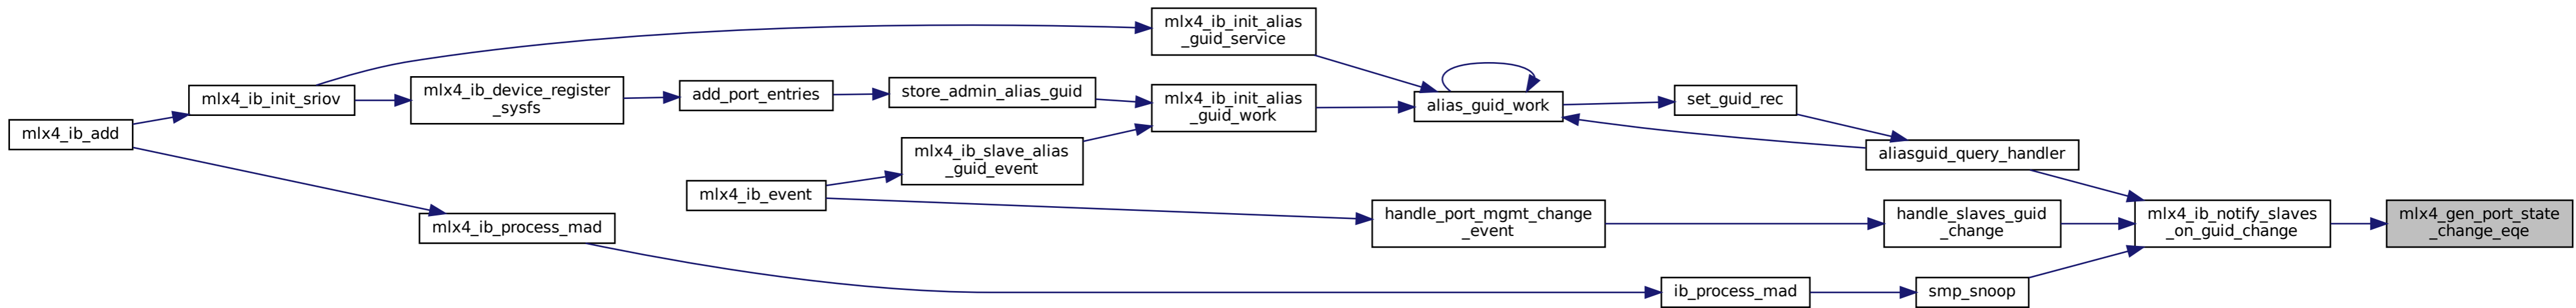 mlx4_ib_init_alias
_guid_service
mlx4_ib_init_sriov
mlx4_ib_device_register
_sysfs
add_port_entries
store_admin_alias_guid
mlx4_ib_init_alias
_guid_work
alias_guid_work
set_guid_rec
mlx4_ib_add
mlx4_ib_slave_alias
_guid_event
aliasguid_query_handler
mlx4_ib_event
mlx4_ib_process_mad
handle_port_mgmt_change
_event
handle_slaves_guid
_change
mlx4_ib_notify_slaves
_on_guid_change
mlx4_gen_port_state
_change_eqe
ib_process_mad
smp_snoop